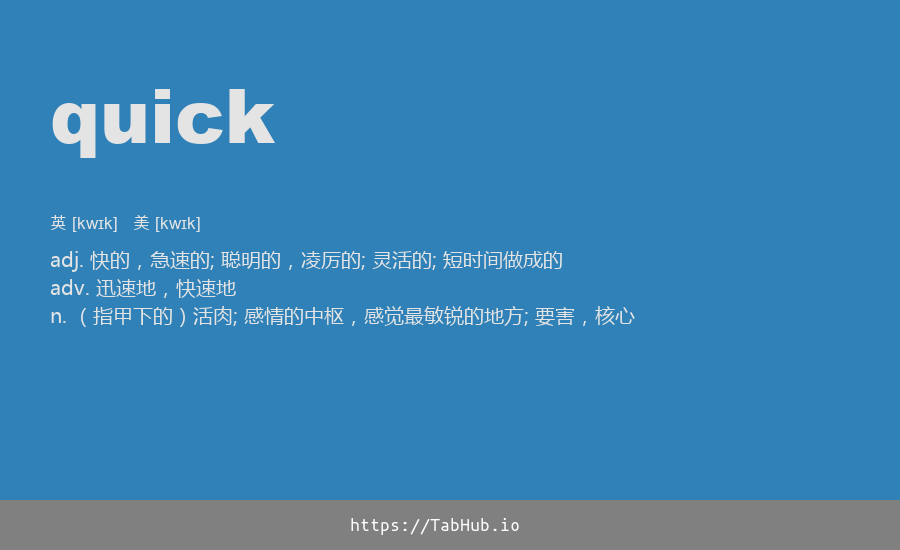 quick
英 [kwɪk] 美 [kwɪk]
adj. 快的，急速的; 聪明的，凌厉的; 灵活的; 短时间做成的
adv. 迅速地，快速地
n. （指甲下的）活肉; 感情的中枢，感觉最敏锐的地方; 要害，核心
https://TabHub.io